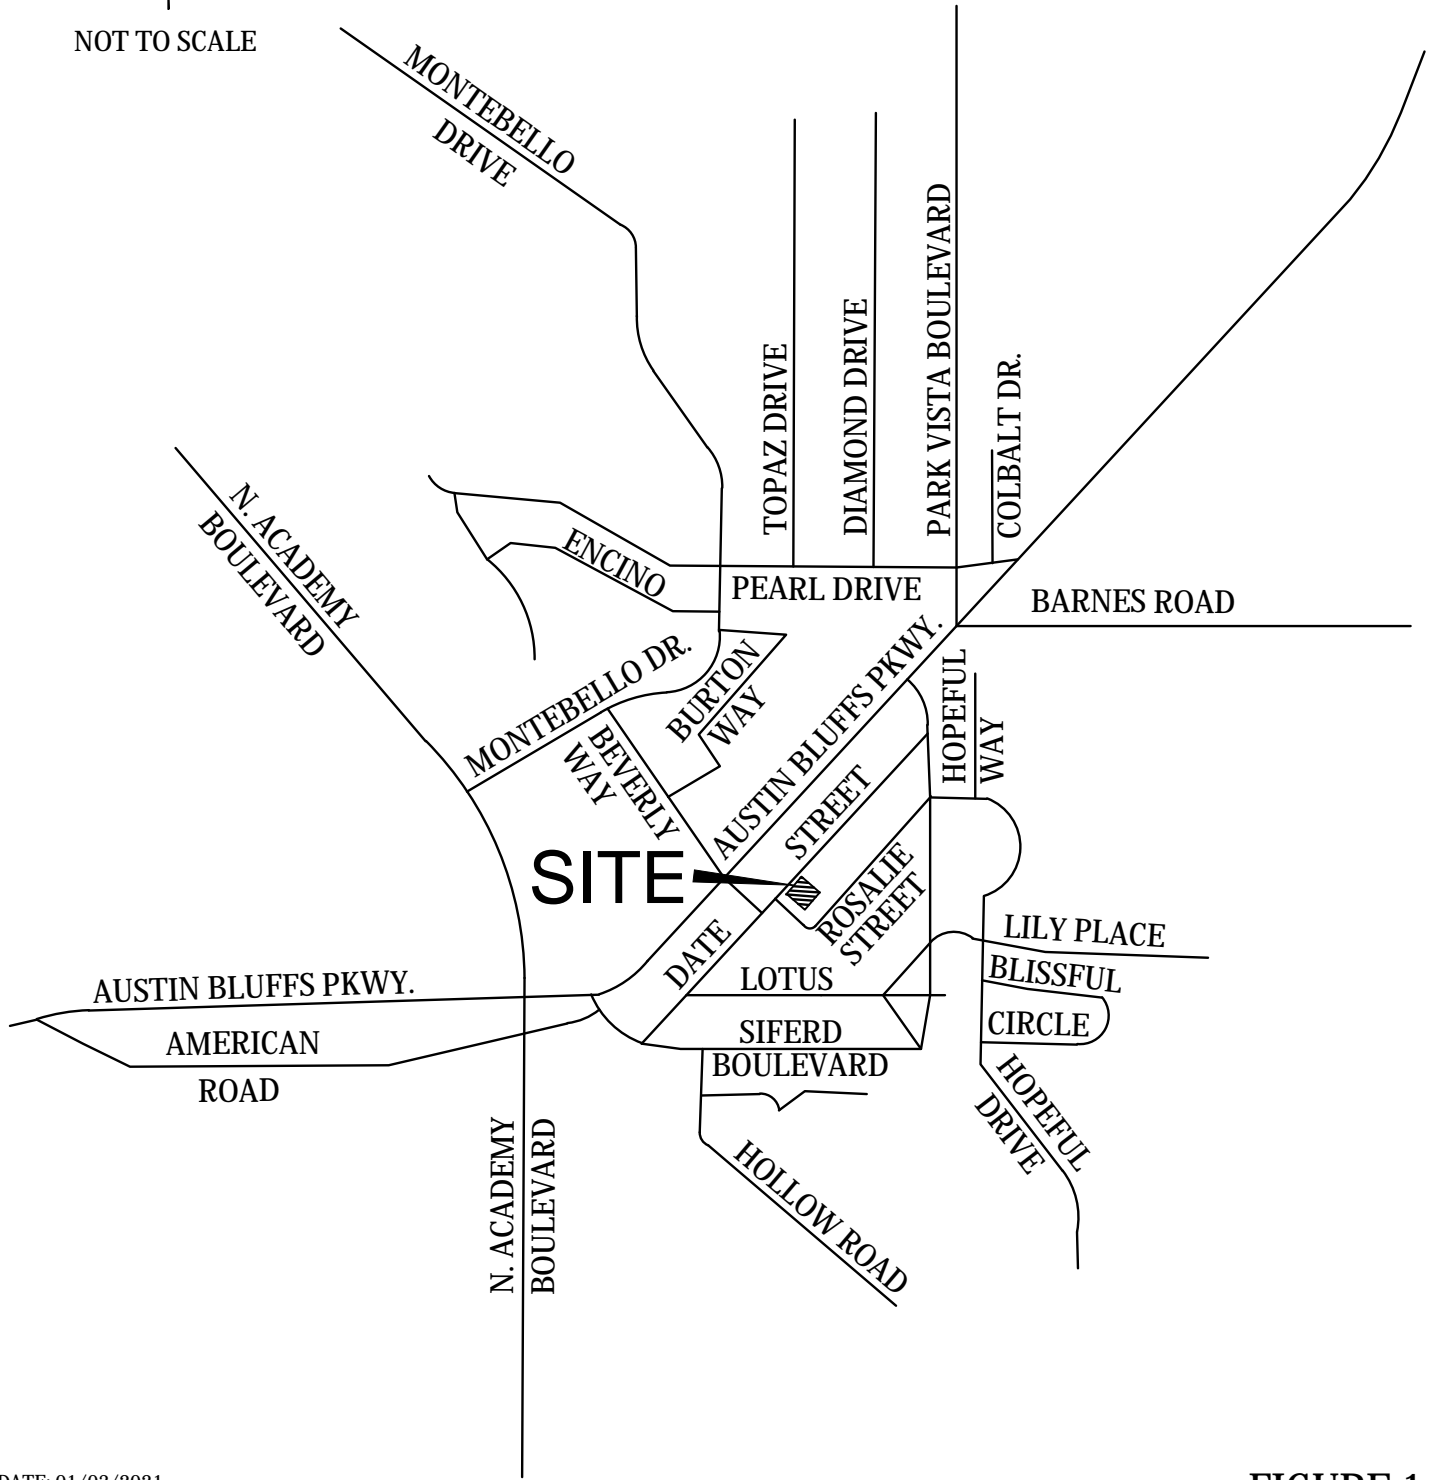 NOT TO SCALE
MONTEBELLO
DRIVE
TOPAZ DRIVE
DIAMOND DRIVE
PARK VISTA BOULEVARD
COLBALT DR.
N. ACADEMY
BOULEVARD
ENCINO
PEARL DRIVE
BARNES ROAD
MONTEBELLO DR.
BURTON
WAY
BEVERLY
WAY
AUSTIN BLUFFS PKWY.
HOPEFUL
WAY
SITE
DATE
STREET
ROSALIE
STREET
LILY PLACE
BLISSFUL
CIRCLE
LOTUS
AUSTIN BLUFFS PKWY.
AMERICAN
ROAD
SIFERD
BOULEVARD
HOPEFUL
DRIVE
N. ACADEMY
BOULEVARD
HOLLOW ROAD